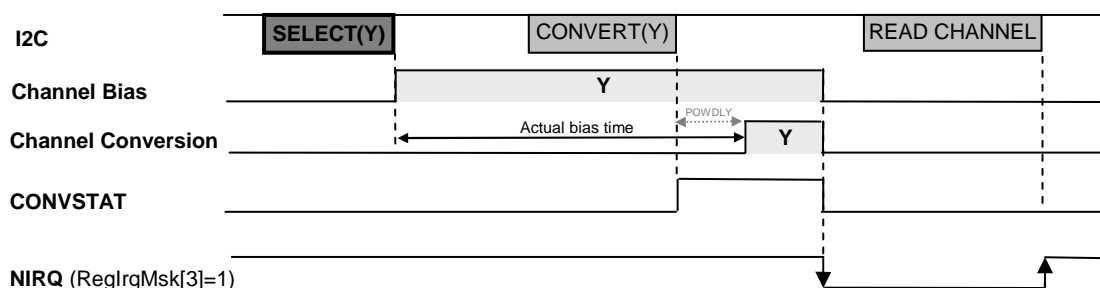 I2C
SELECT(Y)
CONVERT(Y)
READ CHANNEL
Channel Bias
Y
POWDLY
Actual bias time
Channel Conversion
Y
CONVSTAT
NIRQ (RegIrqMsk[3]=1)